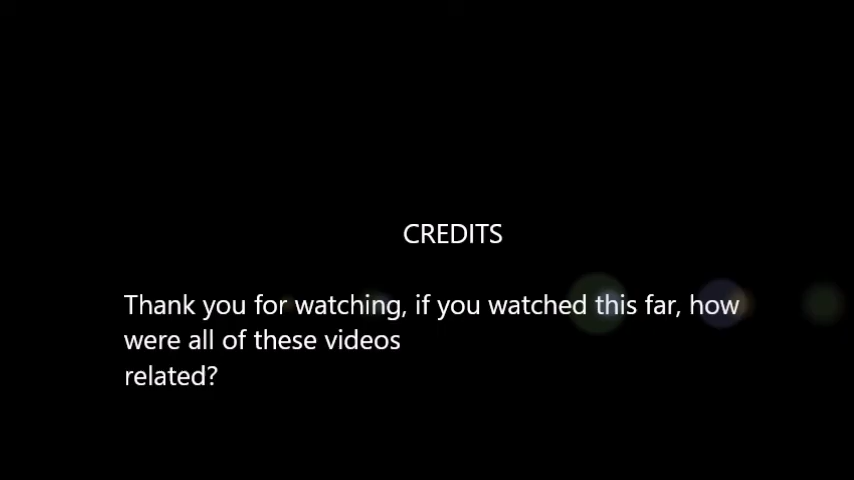 CREDITS
Thank you for watching, if you watched this far, how
were all of these videos
related?